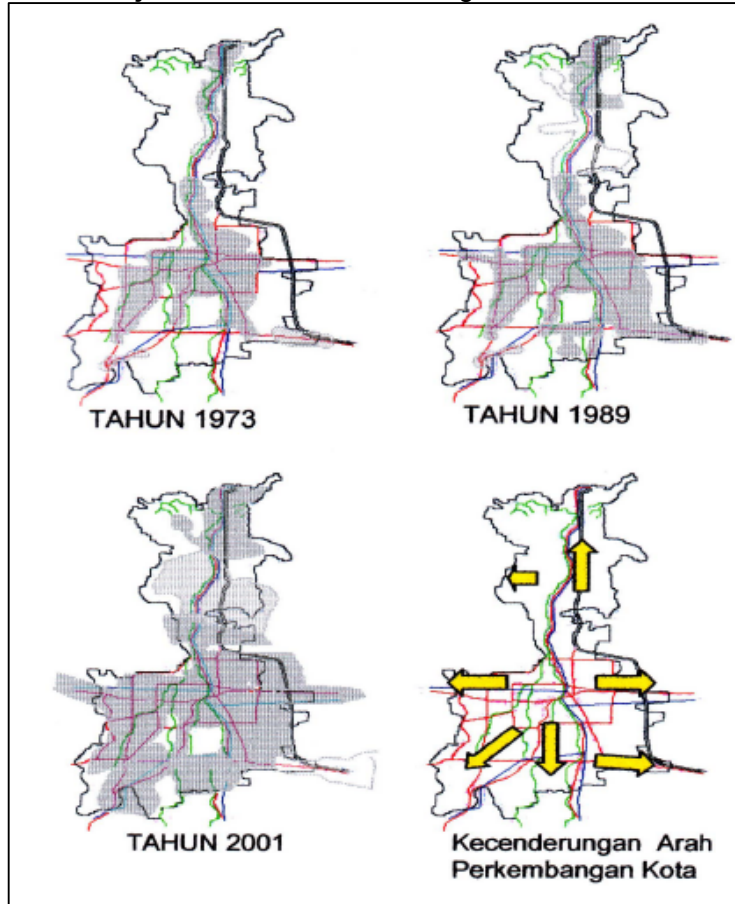 TAHUN 1973
TAHUN 1989
TAHUN 2001
Kecenderungan Arah
Perkembangan Kota